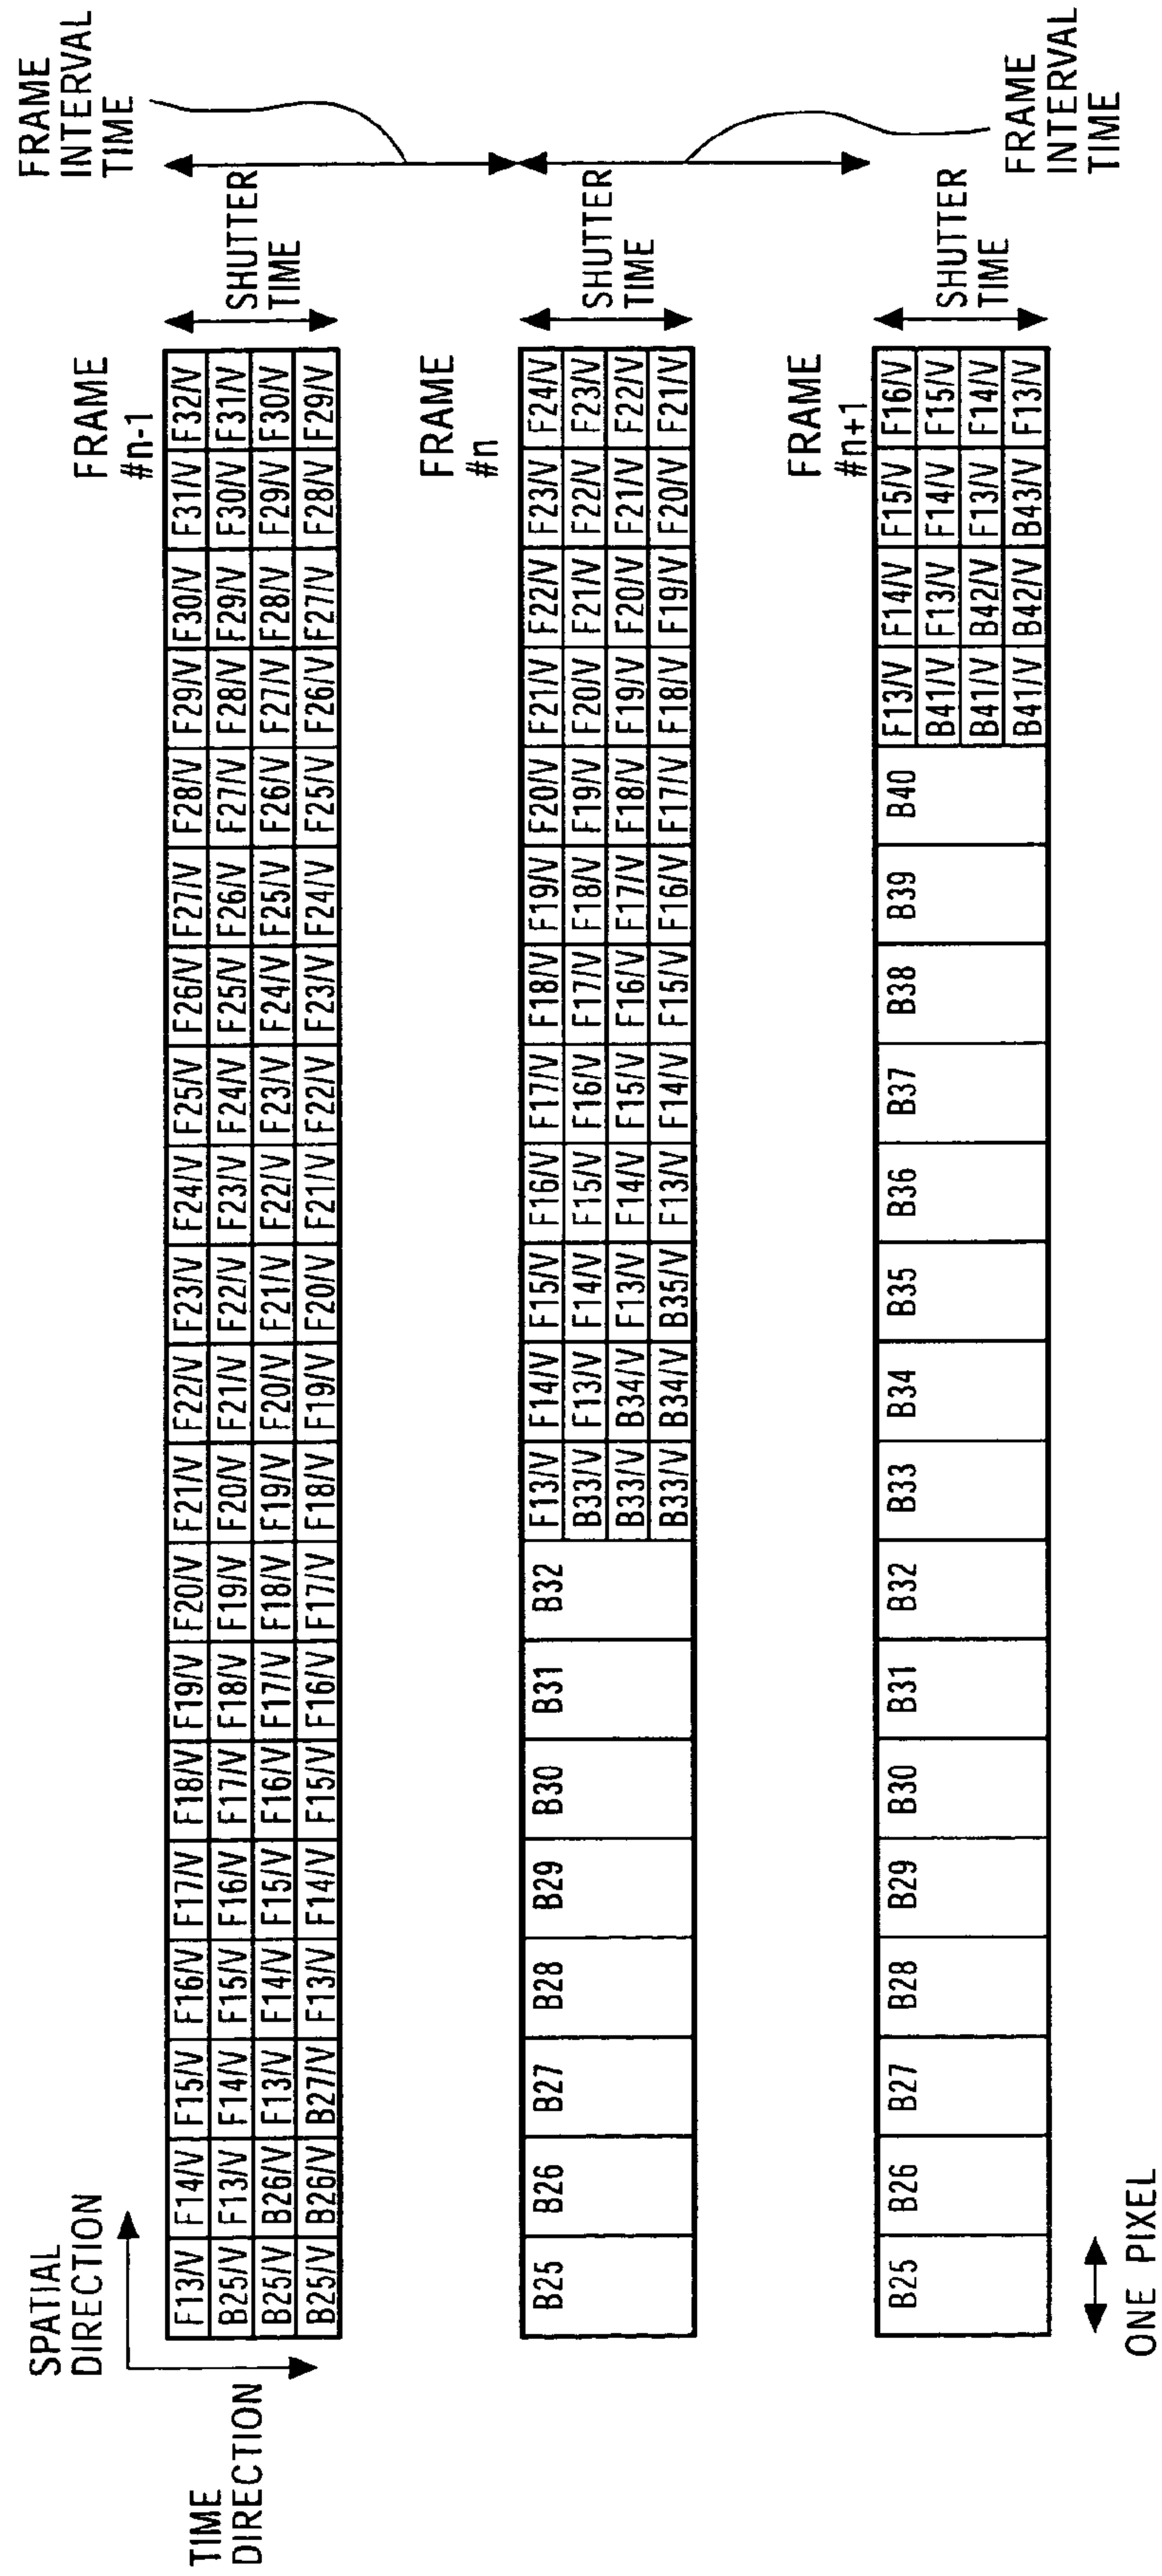 SPATIAL
DIRECTION
TIME
DIRECTION
FRAME
#n-1
FRAME
INTERVAL
TIME
F13/V F14/V F15/V F16/V F17/V F18/V F19/V F20/V F21/V F22/V F23/V F24/V F25/V F26/V F27/V F28/V F29/V F30/V F31/V F32/V
B25/V F13/V F14/V F15/V F16/V F17/V F18/V F19/V F20/V F21/V F22/V F23/V F24/V F25/V F26/V F27/V F28/V F29/V F30/V F31/V
B25/V B26/V F13/V F14/V F15/V F16/V F17/V F18/V F19/V F20/V F21/V F22/V F23/V F24/V F25/V F26/V F27/V F28/V F29/V F30/V
B25/V B26/V B27/V F13/V F14/V F15/V F16/V F17/V F18/V F19/V F20/V F21/V F22/V F23/V F24/V F25/V F26/V F27/V F28/V F29/V
SHUTTER
TIME
FRAME
#n
B25 B26 B27 B28 B29 B30 B31 B32 F13/V F14/V F15/V F16/V F17/V F18/V F19/V F20/V F21/V F22/V F23/V F24/V
B33/V F13/V F14/V F15/V F16/V F17/V F18/V F19/V F20/V F21/V F22/V F23/V
B33/V B34/V F13/V F14/V F15/V F16/V F17/V F18/V F19/V F20/V F21/V F22/V
B33/V B34/V B35/V F13/V F14/V F15/V F16/V F17/V F18/V F19/V F20/V F21/V
SHUTTER
TIME
FRAME
#n+1
B25 B26 B27 B28 B29 B30 B31 B32 B33 B34 B35 B36 B37 B38 B39 B40 F13/V F14/V F15/V F16/V
B41/V F13/V F14/V F15/V
B41/V B42/V F13/V F14/V
B41/V B42/V B43/V F13/V
SHUTTER
TIME
FRAME
INTERVAL
TIME
ONE PIXEL